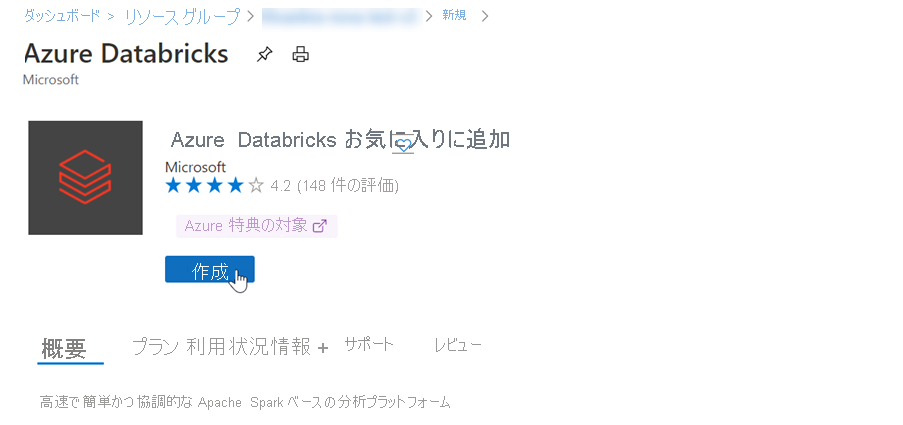 ダッシュボード > リソース グループ > > 新規 >
Azure Databricks
Microsoft
Azure Databricks お気に入りに追加
Microsoft
4.2 (148 件の評価)
Azure 特典の対象
作成
概要 プラン 利用状況情報 + サポート レビュー
高速で簡単かつ協調的な Apache Spark ベースの分析プラットフォーム